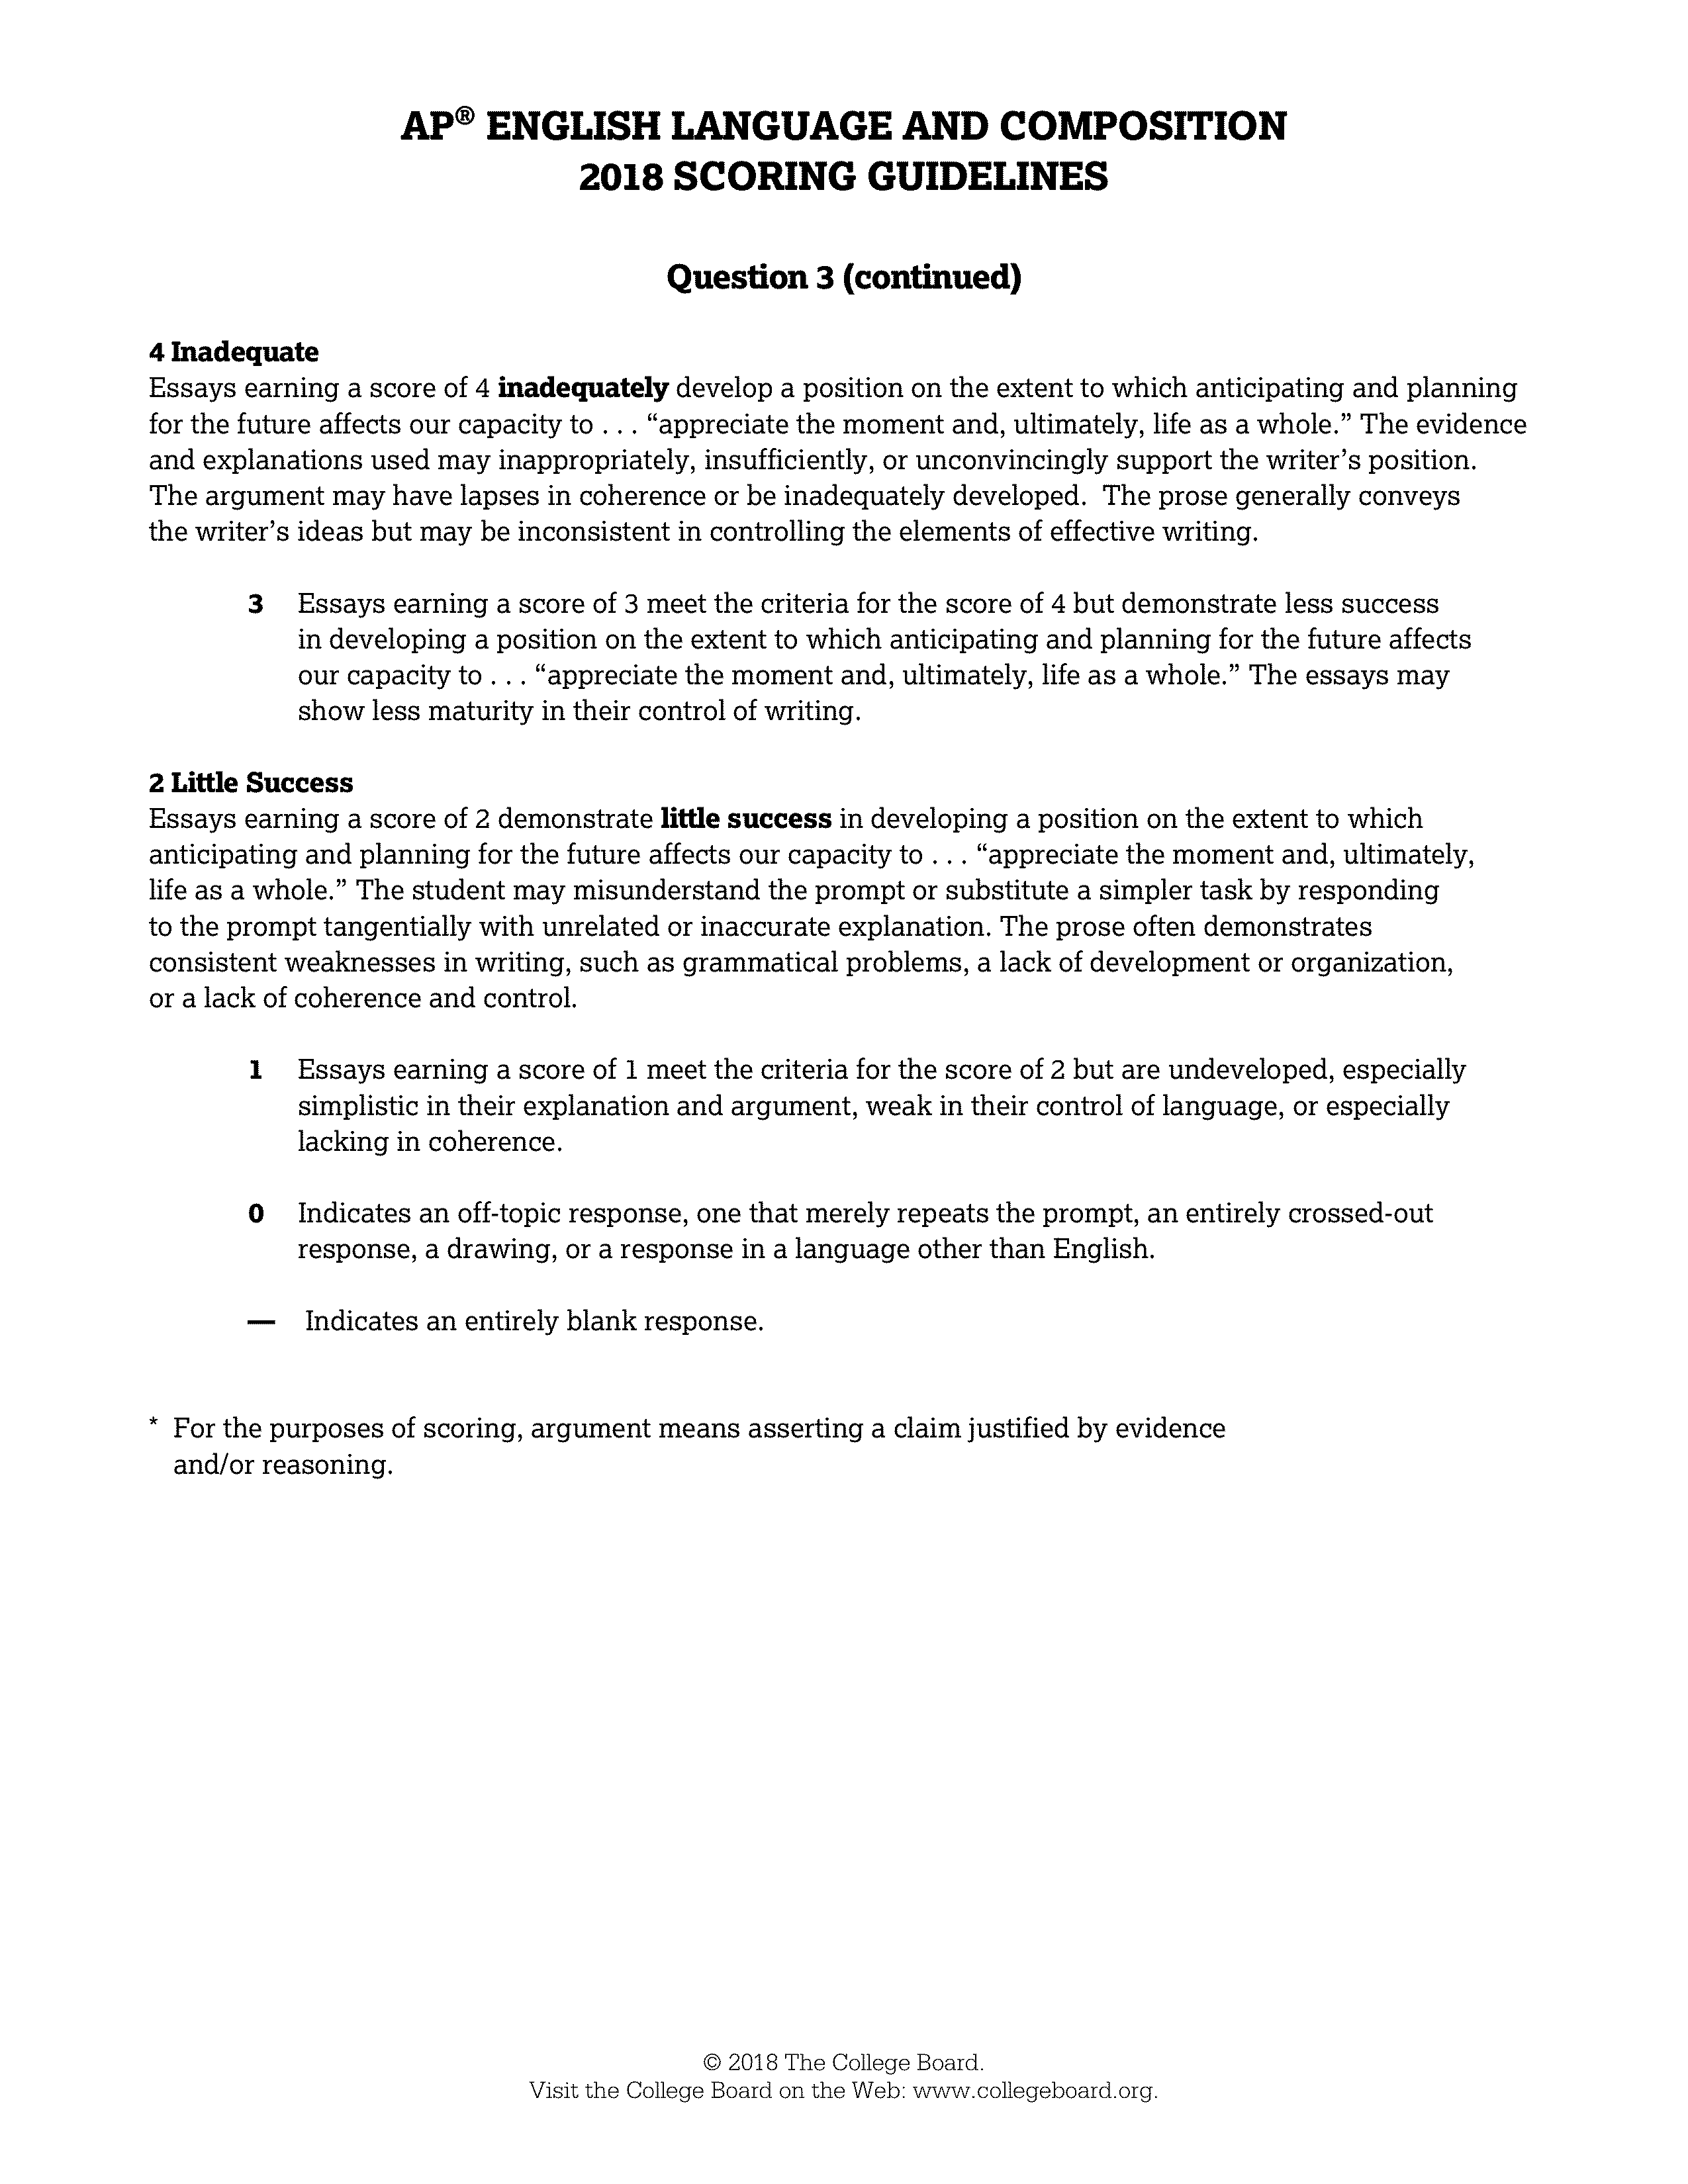 AP® ENGLISH LANGUAGE AND COMPOSITION
2018 SCORING GUIDELINES
Question 3 (continued)
4 Inadequate
Essays earning a score of 4 inadequately develop a position on the extent to which anticipating and planning
for the future affects our capacity to . . . “appreciate the moment and, ultimately, life as a whole.” The evidence
and explanations used may inappropriately, insufficiently, or unconvincingly support the writer’s position.
The argument may have lapses in coherence or be inadequately developed.  The prose generally conveys
the writer’s ideas but may be inconsistent in controlling the elements of effective writing.
3 Essays earning a score of 3 meet the criteria for the score of 4 but demonstrate less success
in developing a position on the extent to which anticipating and planning for the future affects
our capacity to . . . “appreciate the moment and, ultimately, life as a whole.” The essays may
show less maturity in their control of writing.
2 Little Success
Essays earning a score of 2 demonstrate little success in developing a position on the extent to which
anticipating and planning for the future affects our capacity to . . . “appreciate the moment and, ultimately,
life as a whole.” The student may misunderstand the prompt or substitute a simpler task by responding
to the prompt tangentially with unrelated or inaccurate explanation. The prose often demonstrates
consistent weaknesses in writing, such as grammatical problems, a lack of development or organization,
or a lack of coherence and control.
1 Essays earning a score of 1 meet the criteria for the score of 2 but are undeveloped, especially
simplistic in their explanation and argument, weak in their control of language, or especially
lacking in coherence.
0 Indicates an off-topic response, one that merely repeats the prompt, an entirely crossed-out
response, a drawing, or a response in a language other than English.
— Indicates an entirely blank response.
* For the purposes of scoring, argument means asserting a claim justified by evidence
and/or reasoning.
© 2018 The College Board.
Visit the College Board on the Web: www.collegeboard.org.